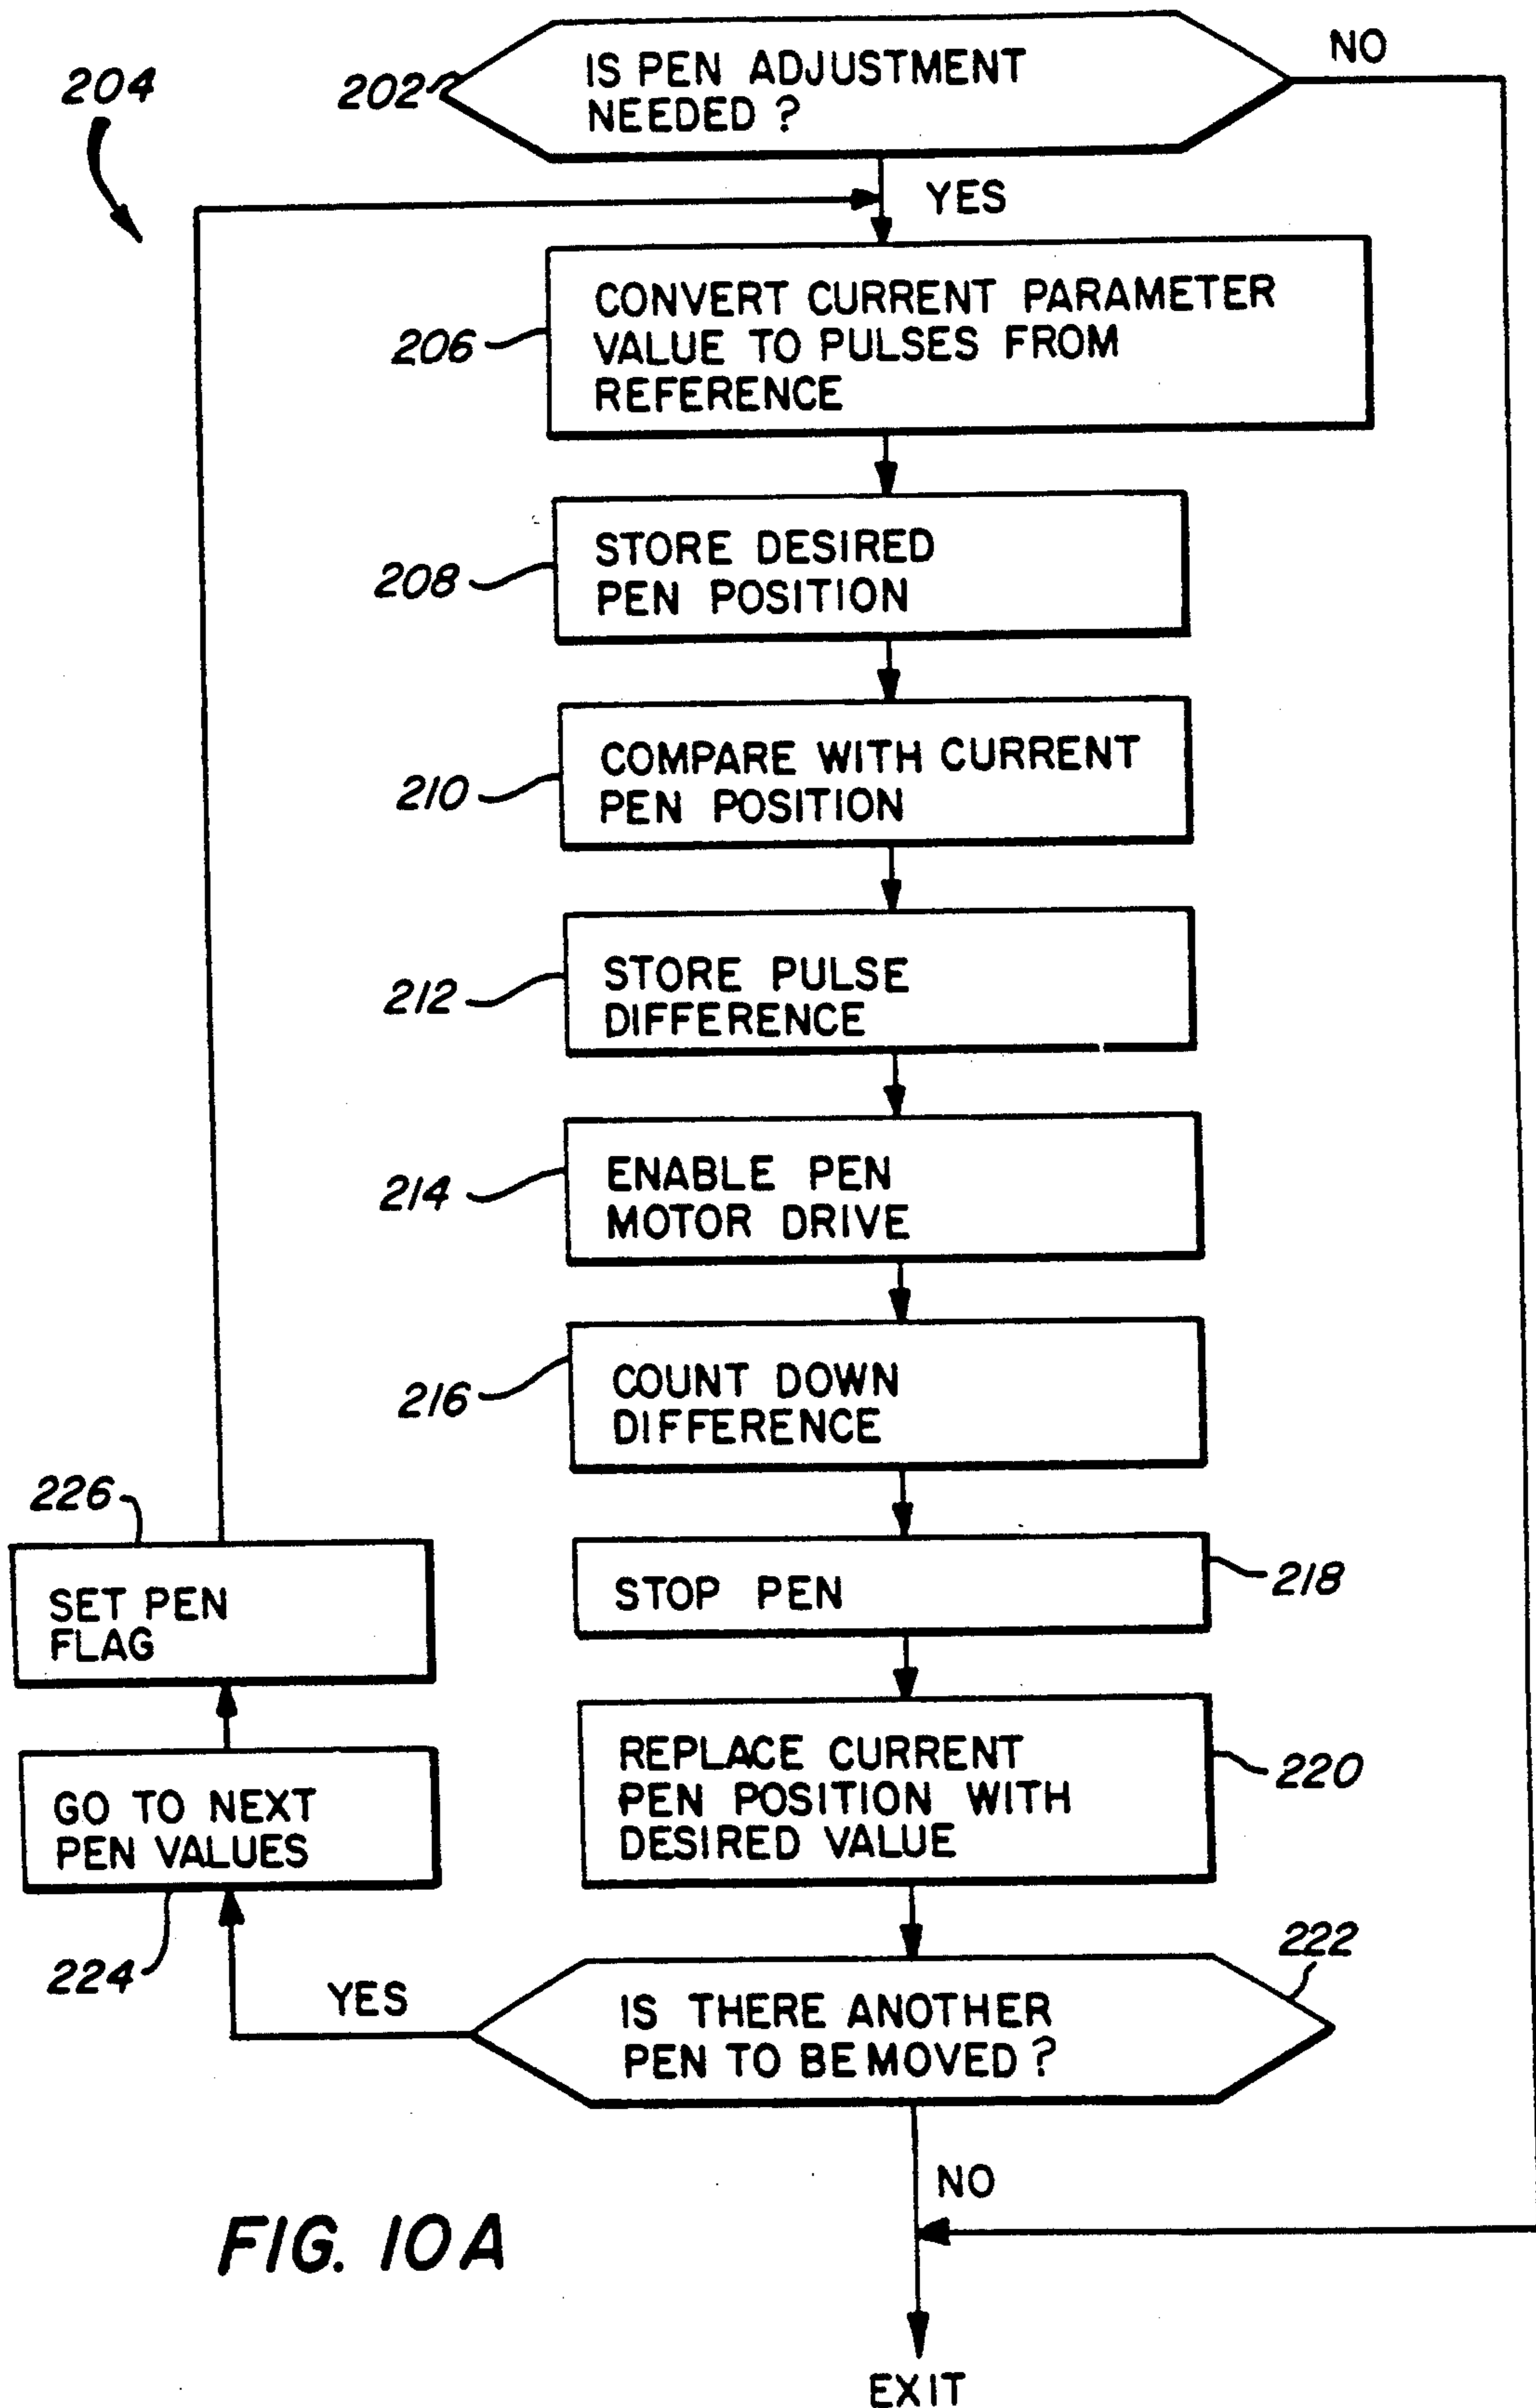 204
202
IS PEN ADJUSTMENT
NEEDED ?
NO
YES
206
CONVERT CURRENT PARAMETER
VALUE TO PULSES FROM
REFERENCE
208
STORE DESIRED
PEN POSITION
210
COMPARE WITH CURRENT
PEN POSITION
212
STORE PULSE
DIFFERENCE
214
ENABLE PEN
MOTOR DRIVE
216
COUNT DOWN
DIFFERENCE
218
STOP PEN
220
REPLACE CURRENT
PEN POSITION WITH
DESIRED VALUE
222
IS THERE ANOTHER
PEN TO BE MOVED ?
YES
224
GO TO NEXT
PEN VALUES
226
SET PEN
FLAG
NO
EXIT
FIG. 10A